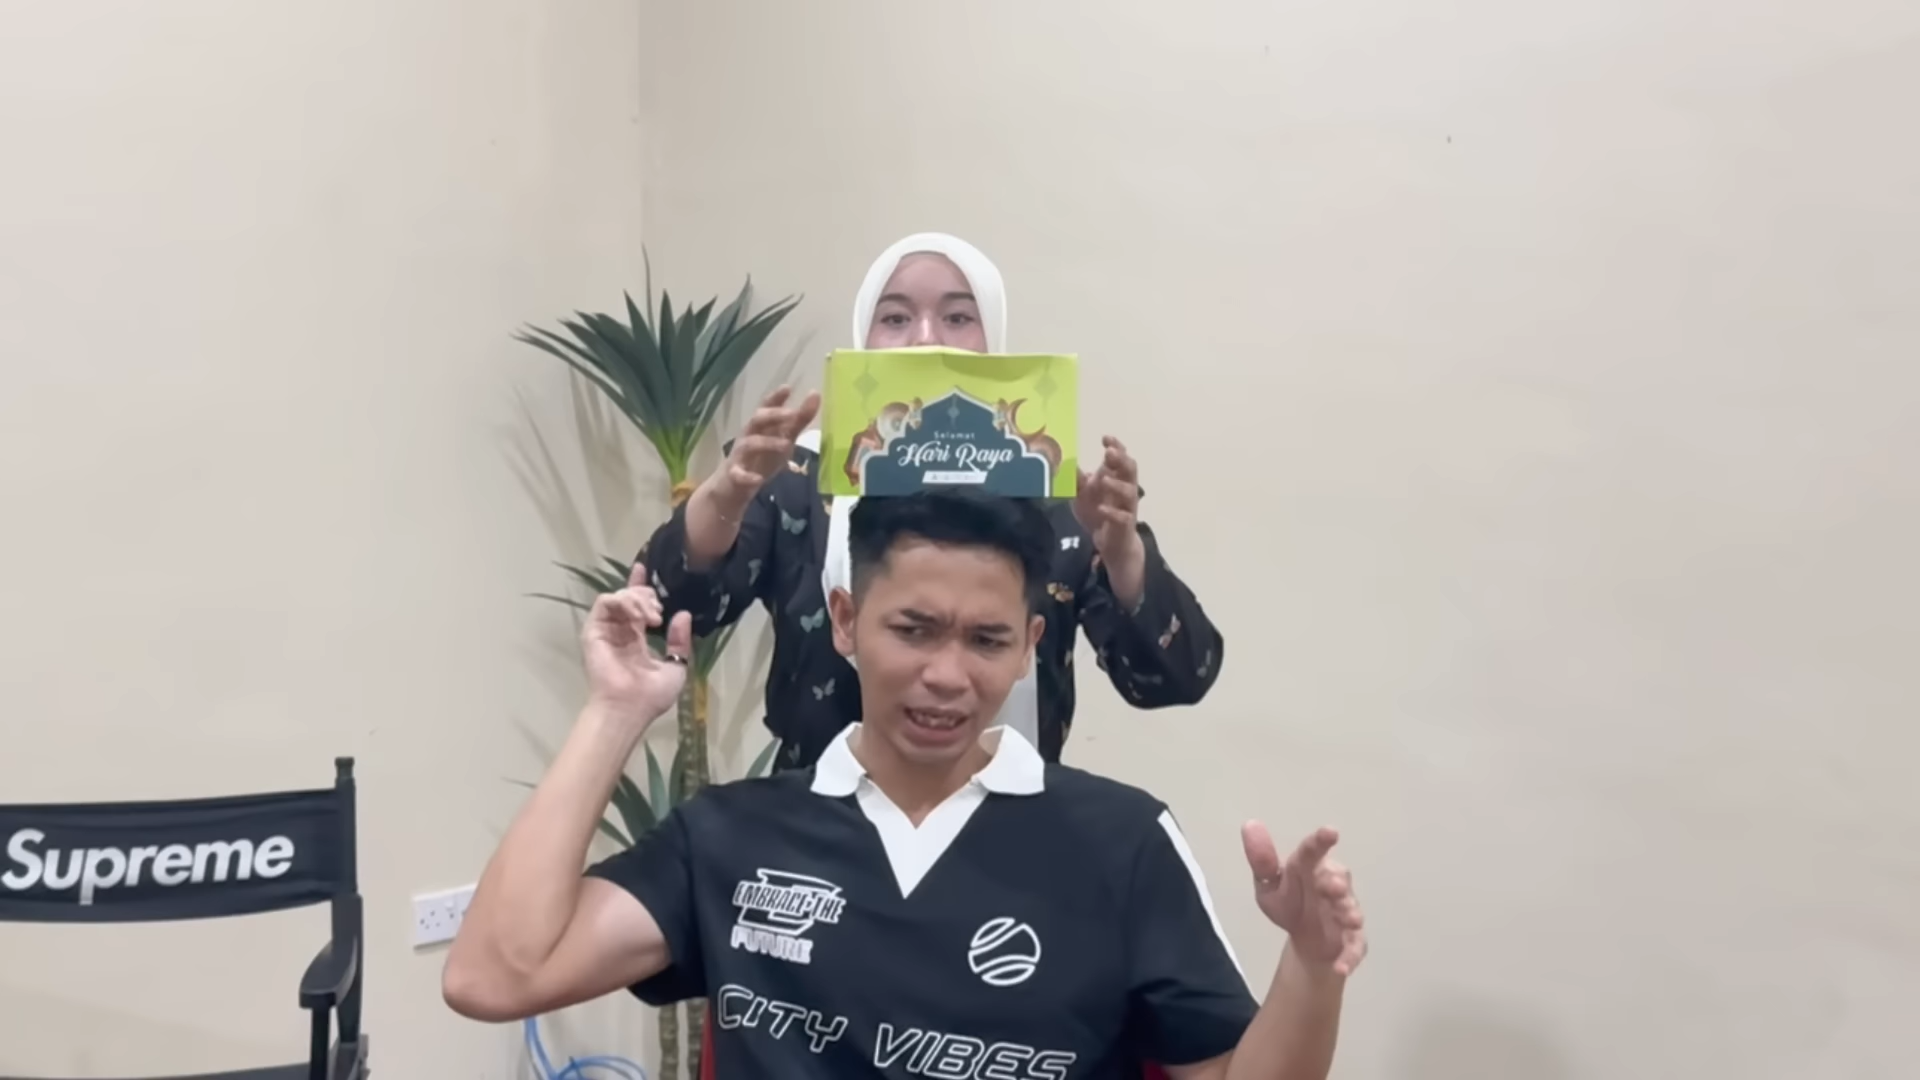 Selamat
Hari Raya
Supreme
EMBRACE THE
FUTURE
CITY VIBES